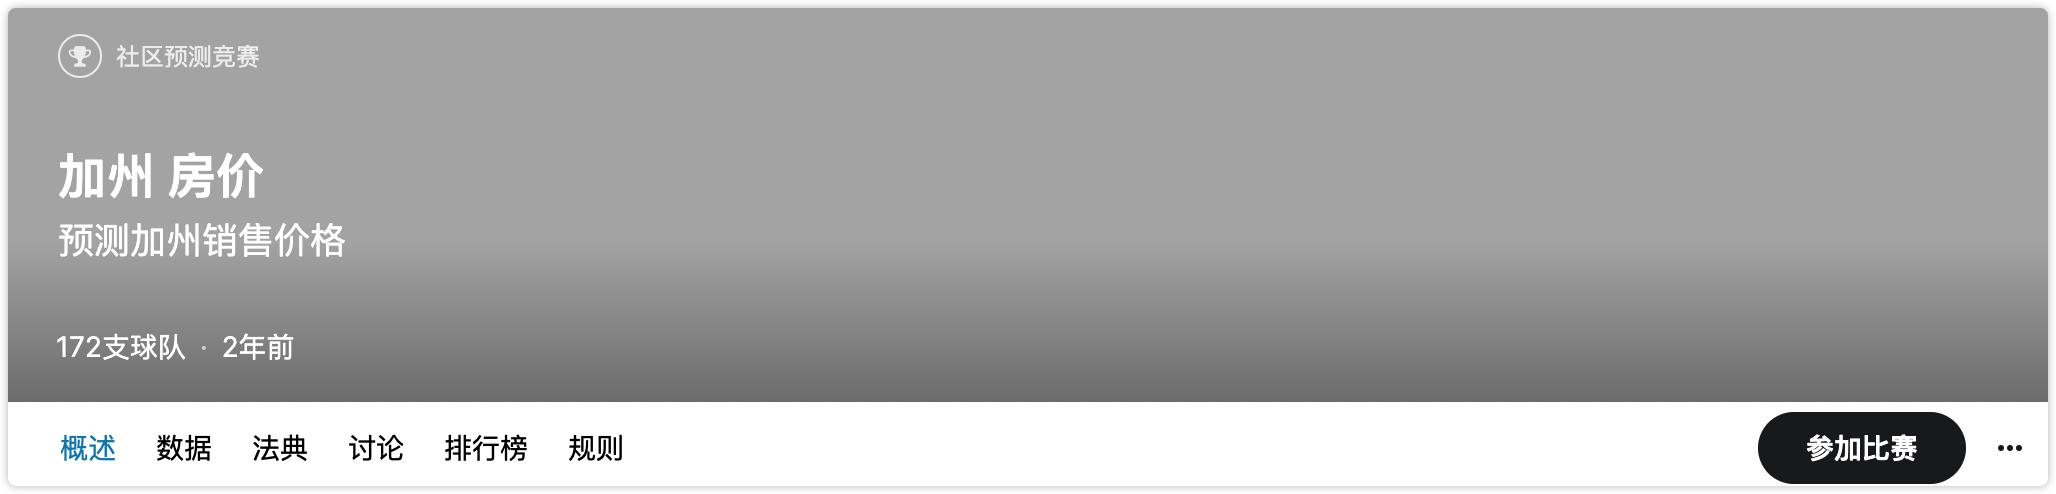 社区预测竞赛
加州 房价
预测加州销售价格
172支球队 · 2年前
概述 数据 法典 讨论 排行榜 规则 参加比赛